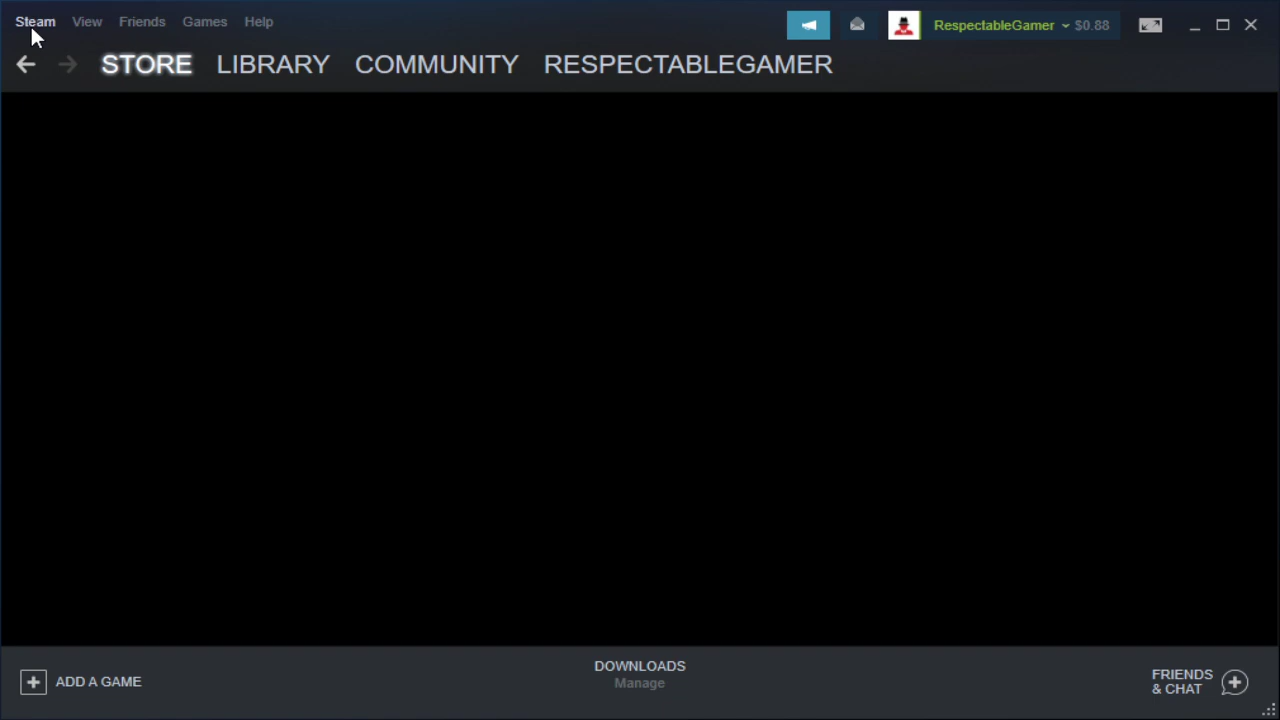 Steam View Friends Games Help
RespectableGamer $0.88
STORE LIBRARY COMMUNITY RESPECTABLEGAMER
ADD A GAME
DOWNLOADS
Manage
FRIENDS
& CHAT